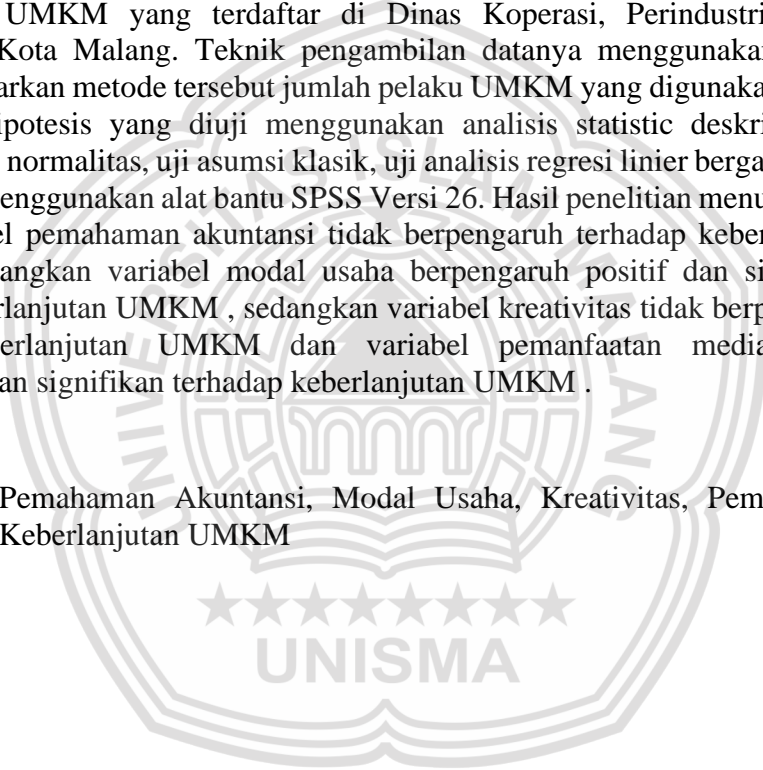 UMKM yang terdaftar di Dinas Koperasi, Perindustri
Kota Malang. Teknik pengambilan datanya menggunakan
arkan metode tersebut jumlah pelaku UMKM yang digunaka
ipotesis yang diuji menggunakan analisis statistic deskri
normalitas, uji asumsi klasik, uji analisis regresi linier berga
enggunakan alat bantu SPSS Versi 26. Hasil penelitian menu
el pemahaman akuntansi tidak berpengaruh terhadap keber
angkan variabel modal usaha berpengaruh positif dan si
rlanjutan UMKM , sedangkan variabel kreativitas tidak berp
erlanjutan UMKM dan variabel pemanfaatan media
an signifikan terhadap keberlanjutan UMKM .
Pemahaman Akuntansi, Modal Usaha, Kreativitas, Pem
Keberlanjutan UMKM
UNIVERSITAS ISLAM MALANG
UNISMA